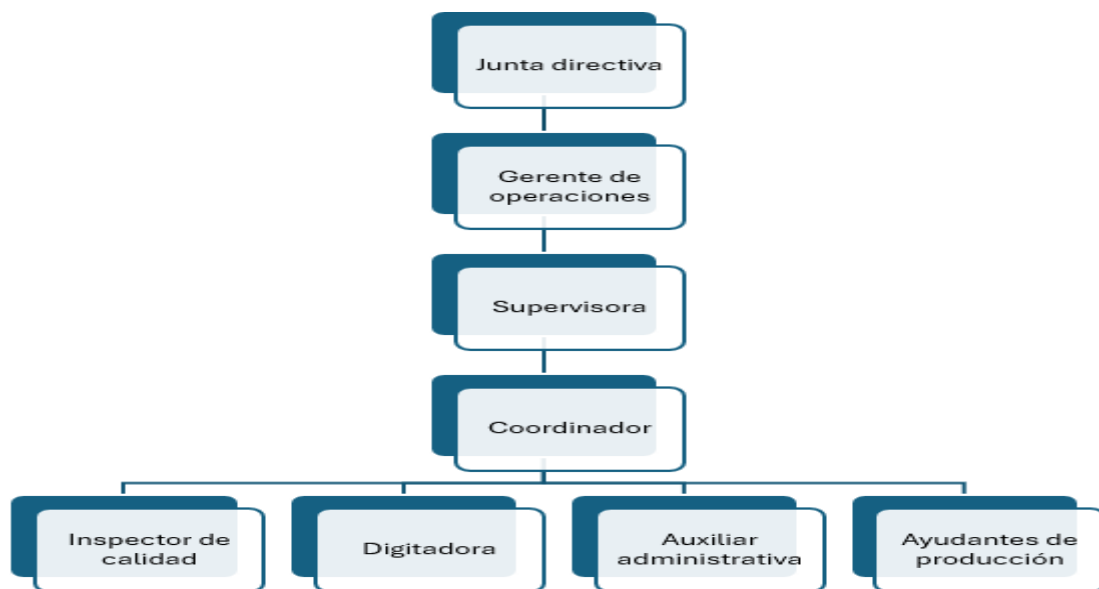 Junta directiva
Gerente de
operaciones
Supervisora
Coordinador
Inspector de
calidad
Digitadora
Auxiliar
administrativa
Ayudantes de
producción